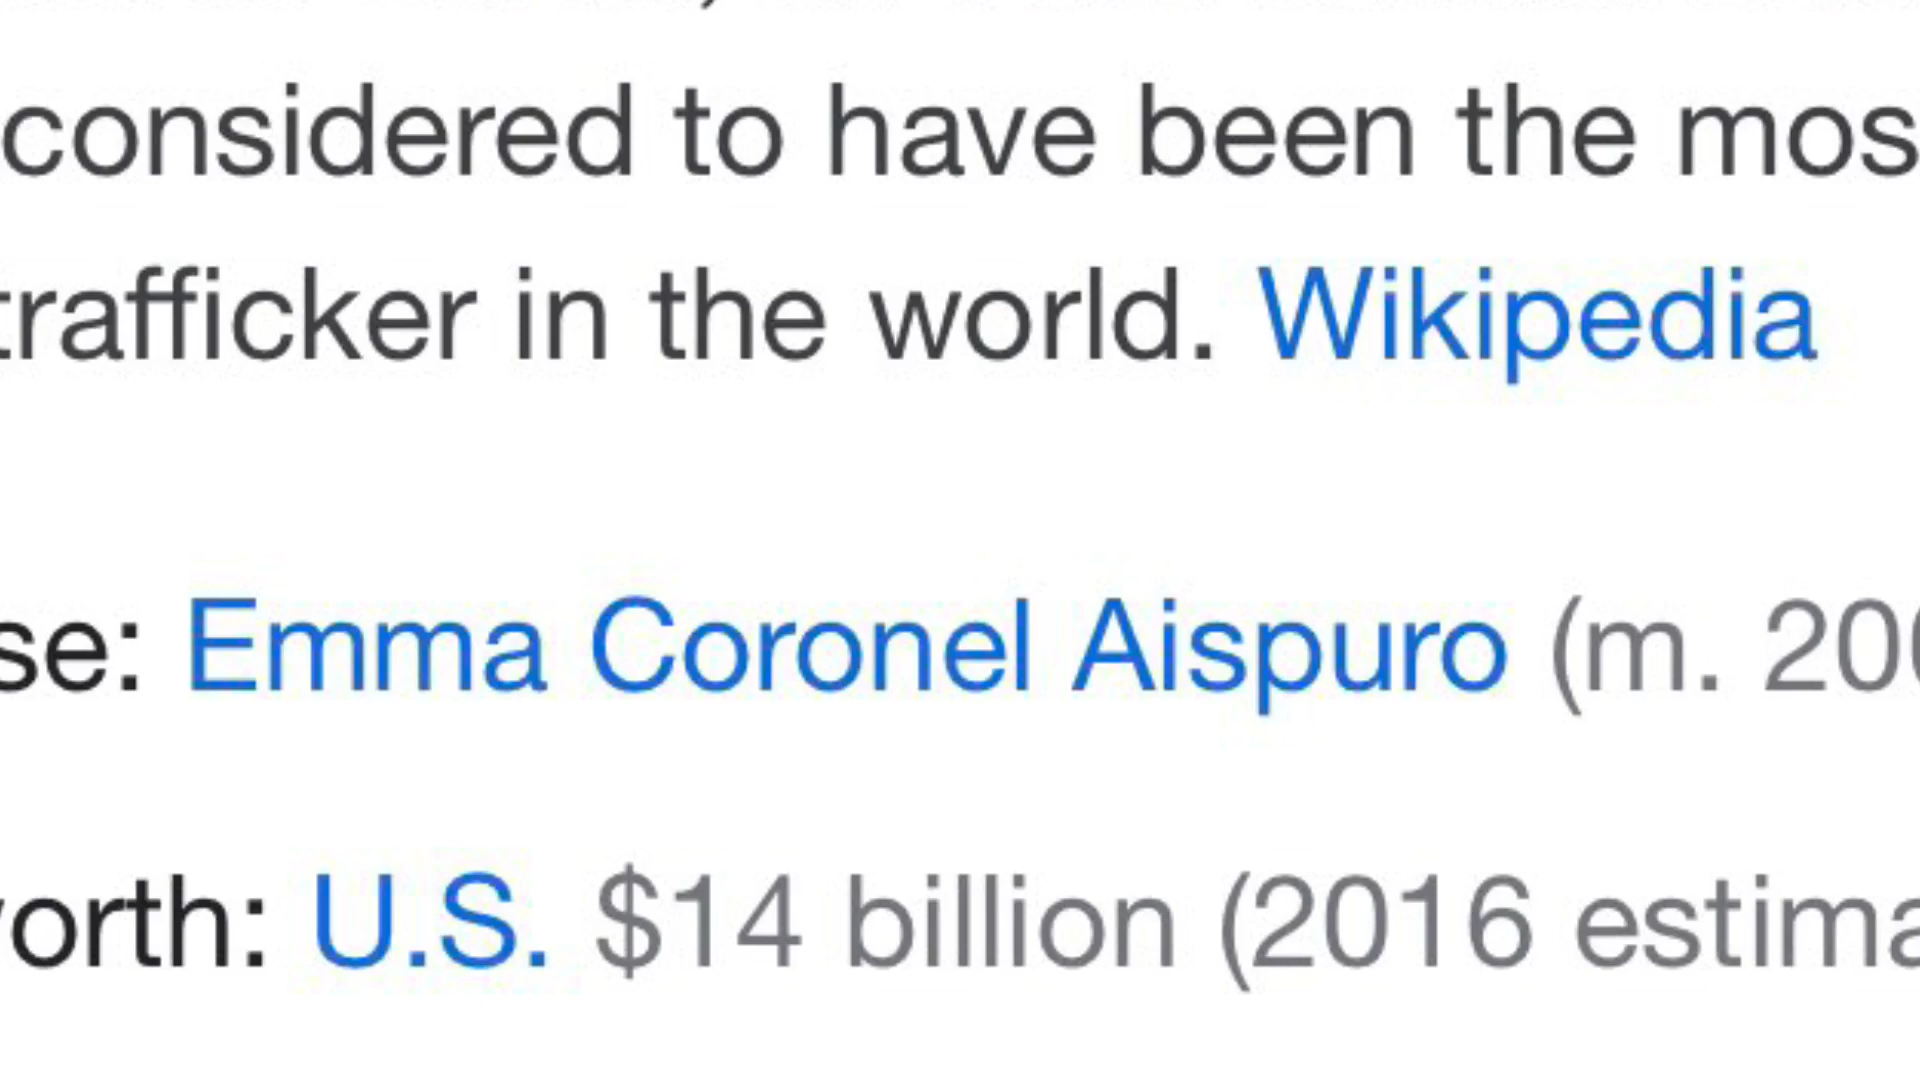 considered to have been the mos
trafficker in the world. Wikipedia
se: Emma Coronel Aispuro (m. 200
orth: U.S. $14 billion (2016 estima